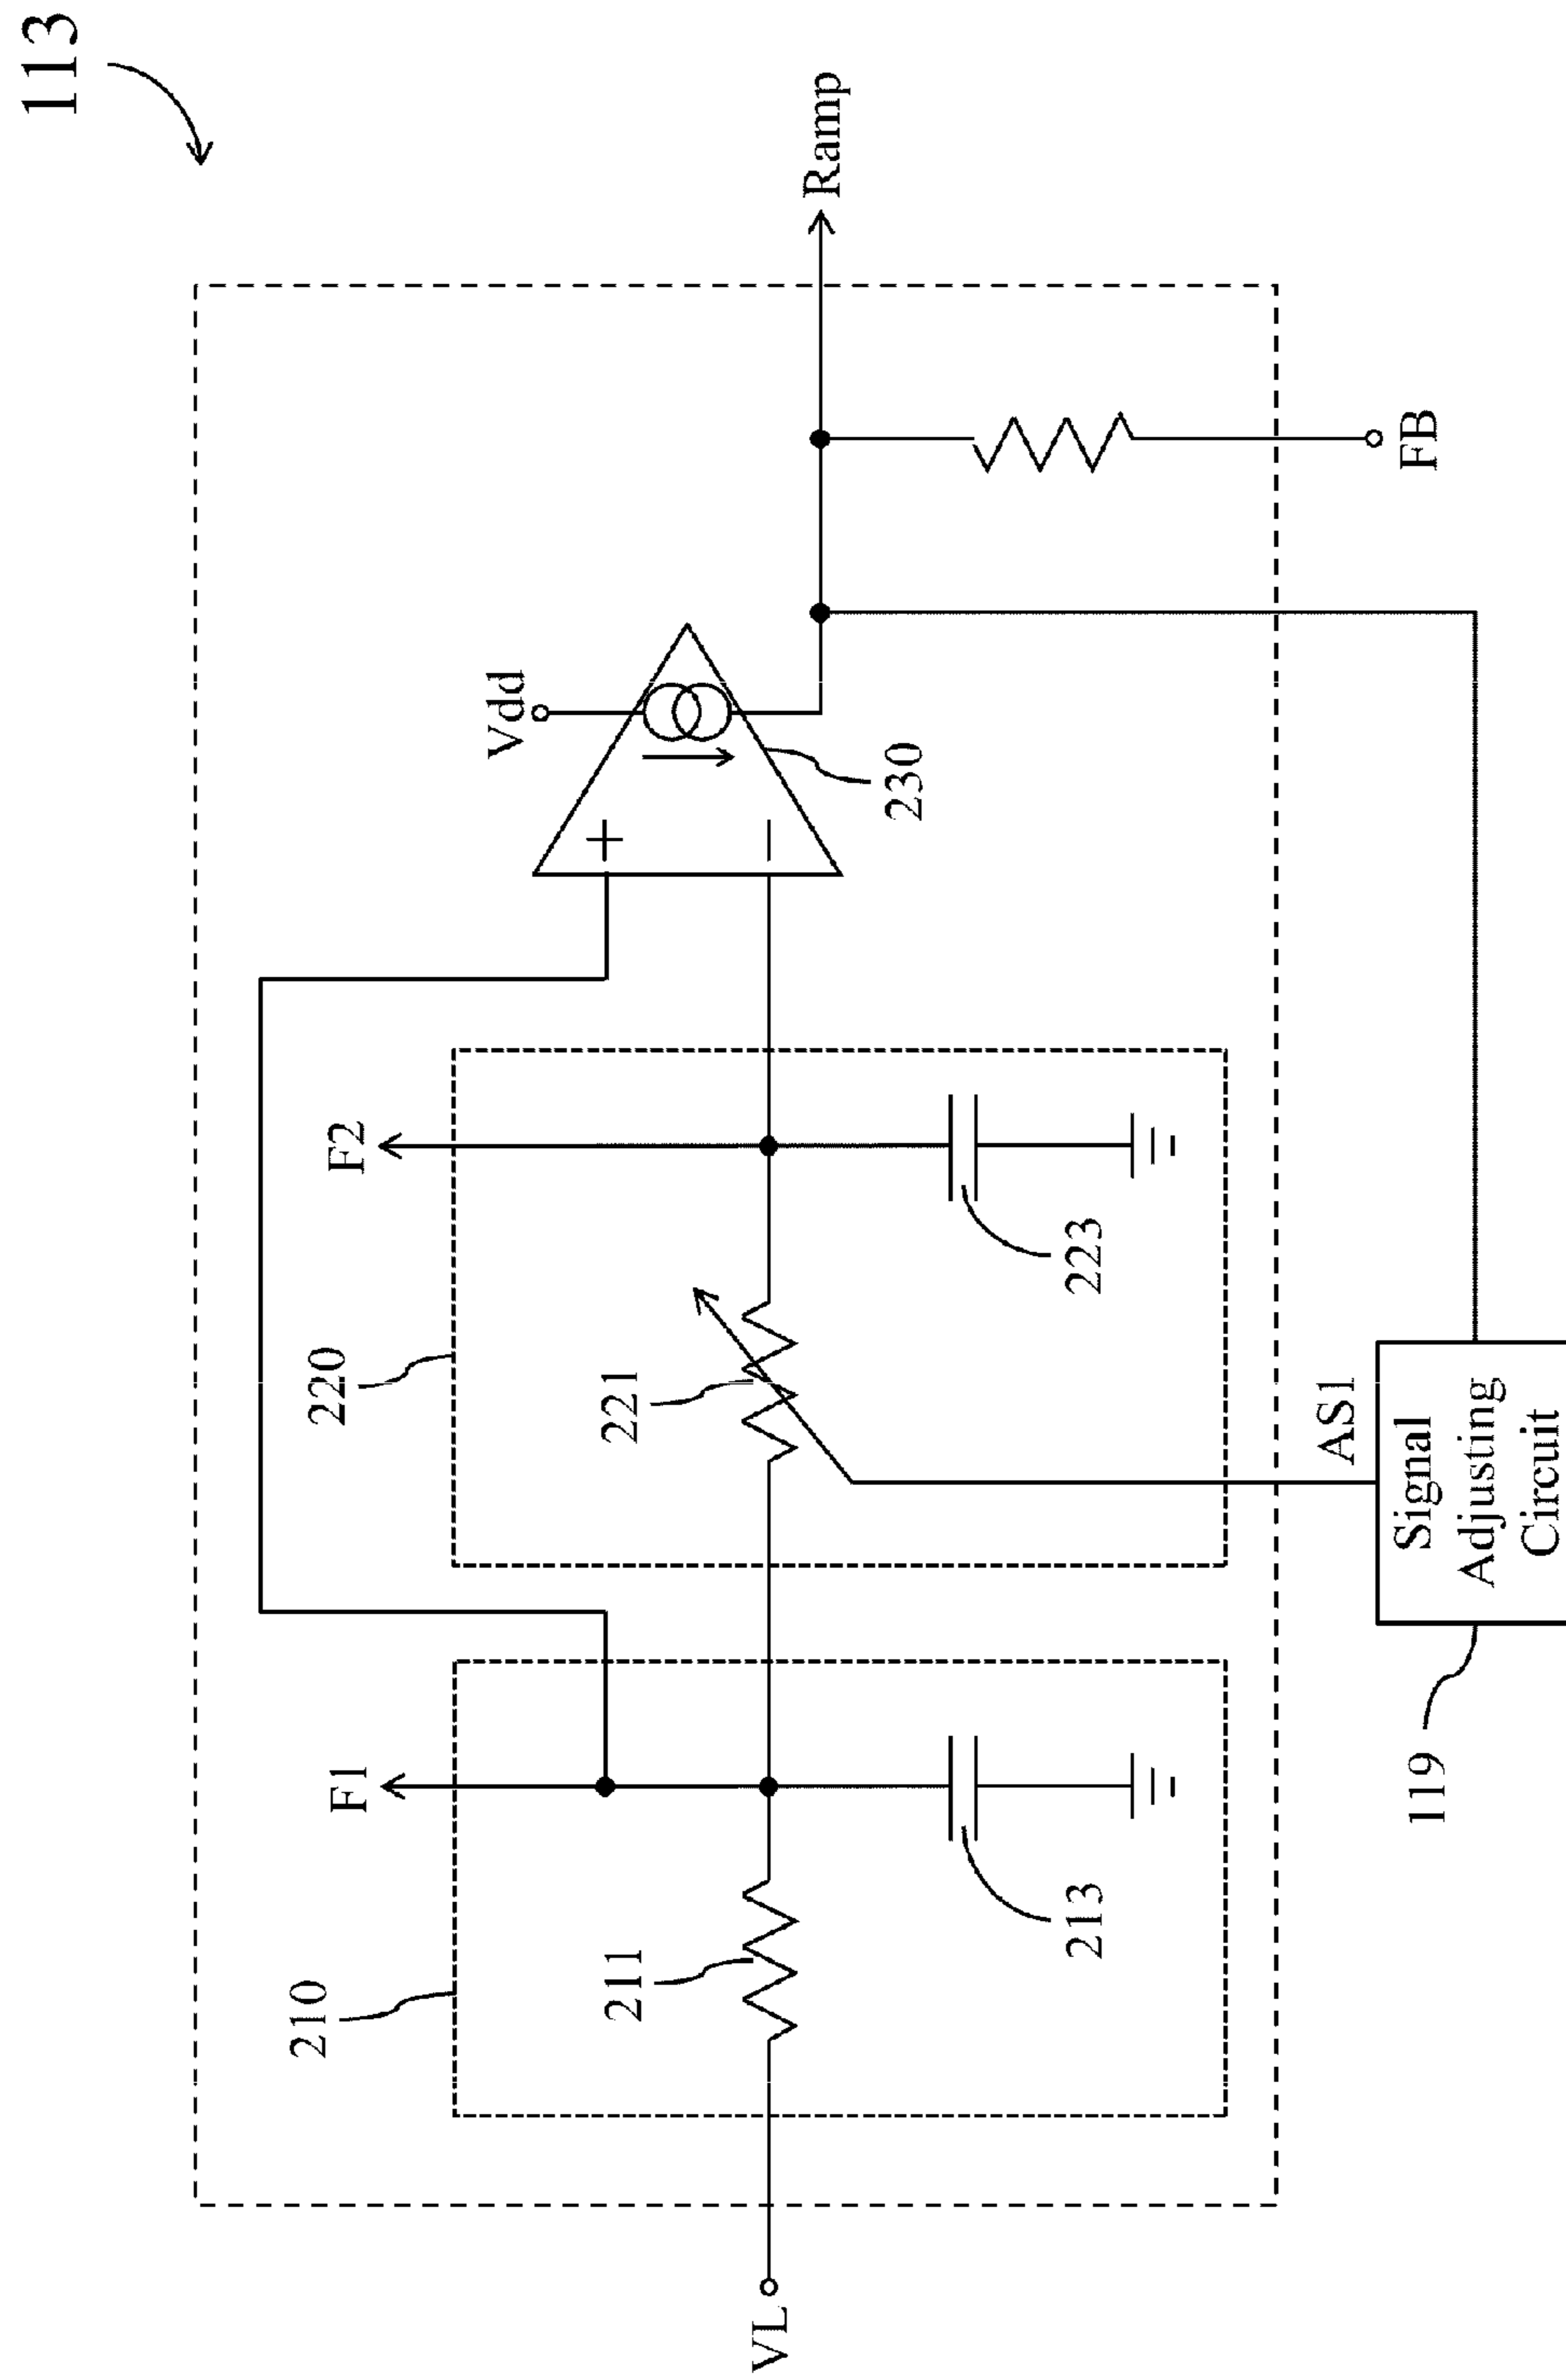 113
Vdd
Ramp
F1
F2
220
210
221
211
+
−
230
223
213
VL
FB
AS1
Signal
Adjusting
Circuit
119